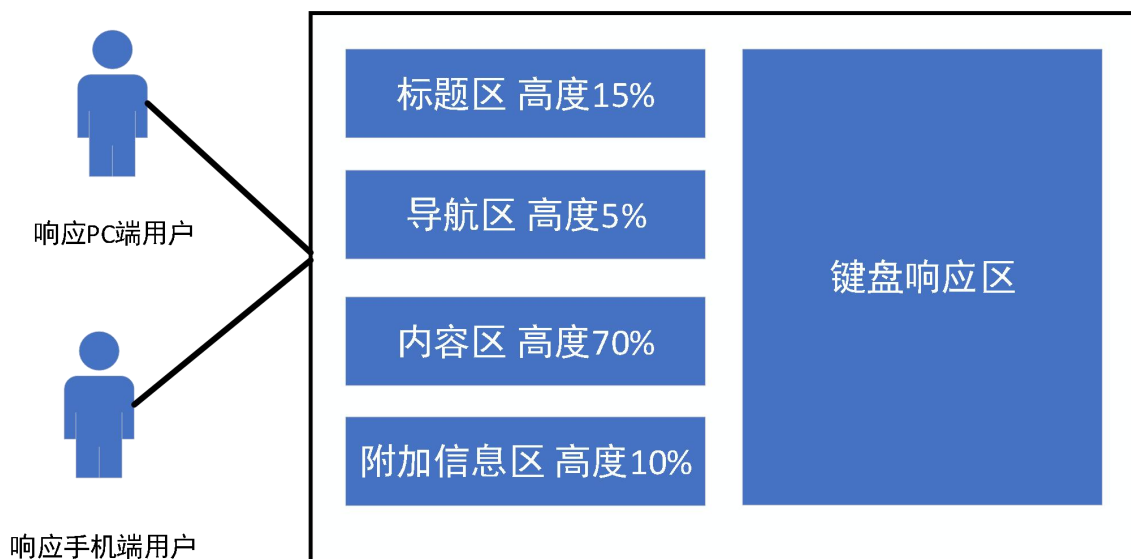 响应PC端用户
响应手机端用户
标题区 高度15%
导航区 高度5%
内容区 高度70%
附加信息区 高度10%
键盘响应区